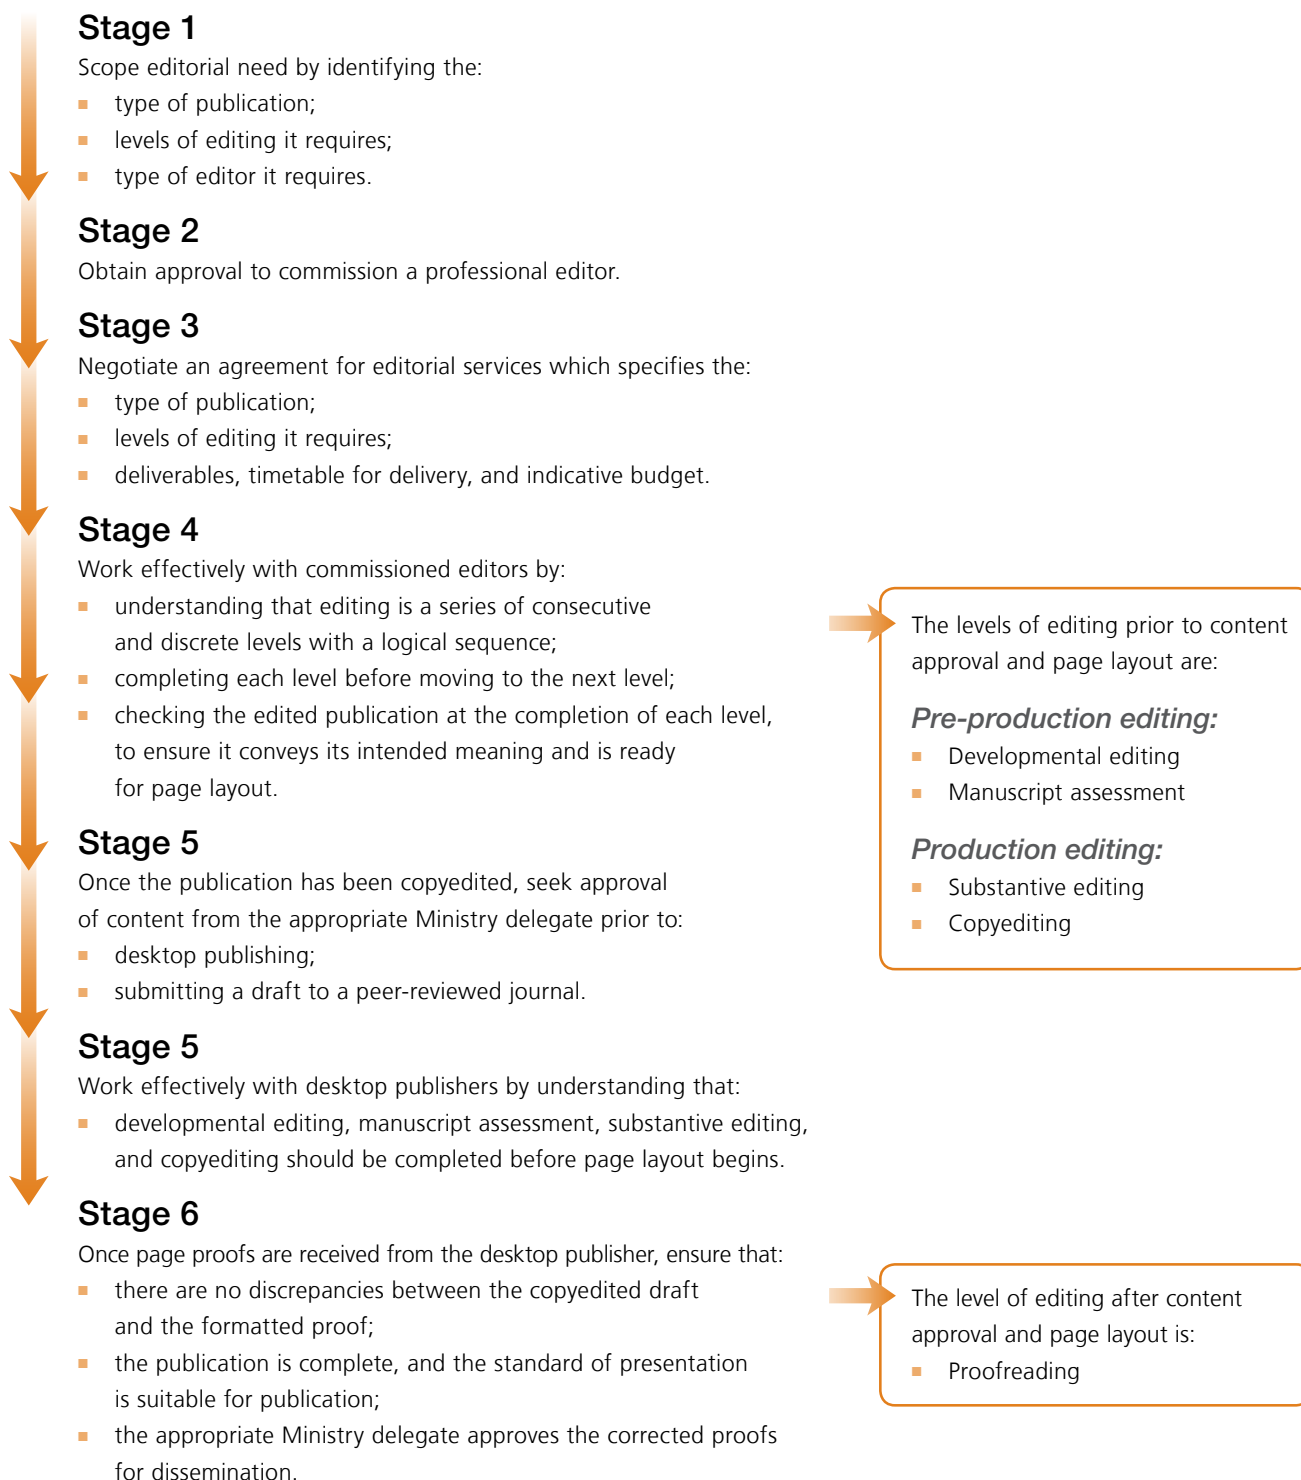 Stage 1
Scope editorial need by identifying the:
■ type of publication;
■ levels of editing it requires;
■ type of editor it requires.
Stage 2
Obtain approval to commission a professional editor.
Stage 3
Negotiate an agreement for editorial services which specifies the:
■ type of publication;
■ levels of editing it requires;
■ deliverables, timetable for delivery, and indicative budget.
Stage 4
Work effectively with commissioned editors by:
■ understanding that editing is a series of consecutive
and discrete levels with a logical sequence;
■ completing each level before moving to the next level;
■ checking the edited publication at the completion of each level,
to ensure it conveys its intended meaning and is ready
for page layout.
The levels of editing prior to content
approval and page layout are:
Pre-production editing:
■ Developmental editing
■ Manuscript assessment
Production editing:
■ Substantive editing
■ Copyediting
Stage 5
Once the publication has been copyedited, seek approval
of content from the appropriate Ministry delegate prior to:
■ desktop publishing;
■ submitting a draft to a peer-reviewed journal.
Stage 5
Work effectively with desktop publishers by understanding that:
■ developmental editing, manuscript assessment, substantive editing,
and copyediting should be completed before page layout begins.
Stage 6
Once page proofs are received from the desktop publisher, ensure that:
■ there are no discrepancies between the copyedited draft
and the formatted proof;
■ the publication is complete, and the standard of presentation
is suitable for publication;
■ the appropriate Ministry delegate approves the corrected proofs
for dissemination.
The level of editing after content
approval and page layout is:
■ Proofreading